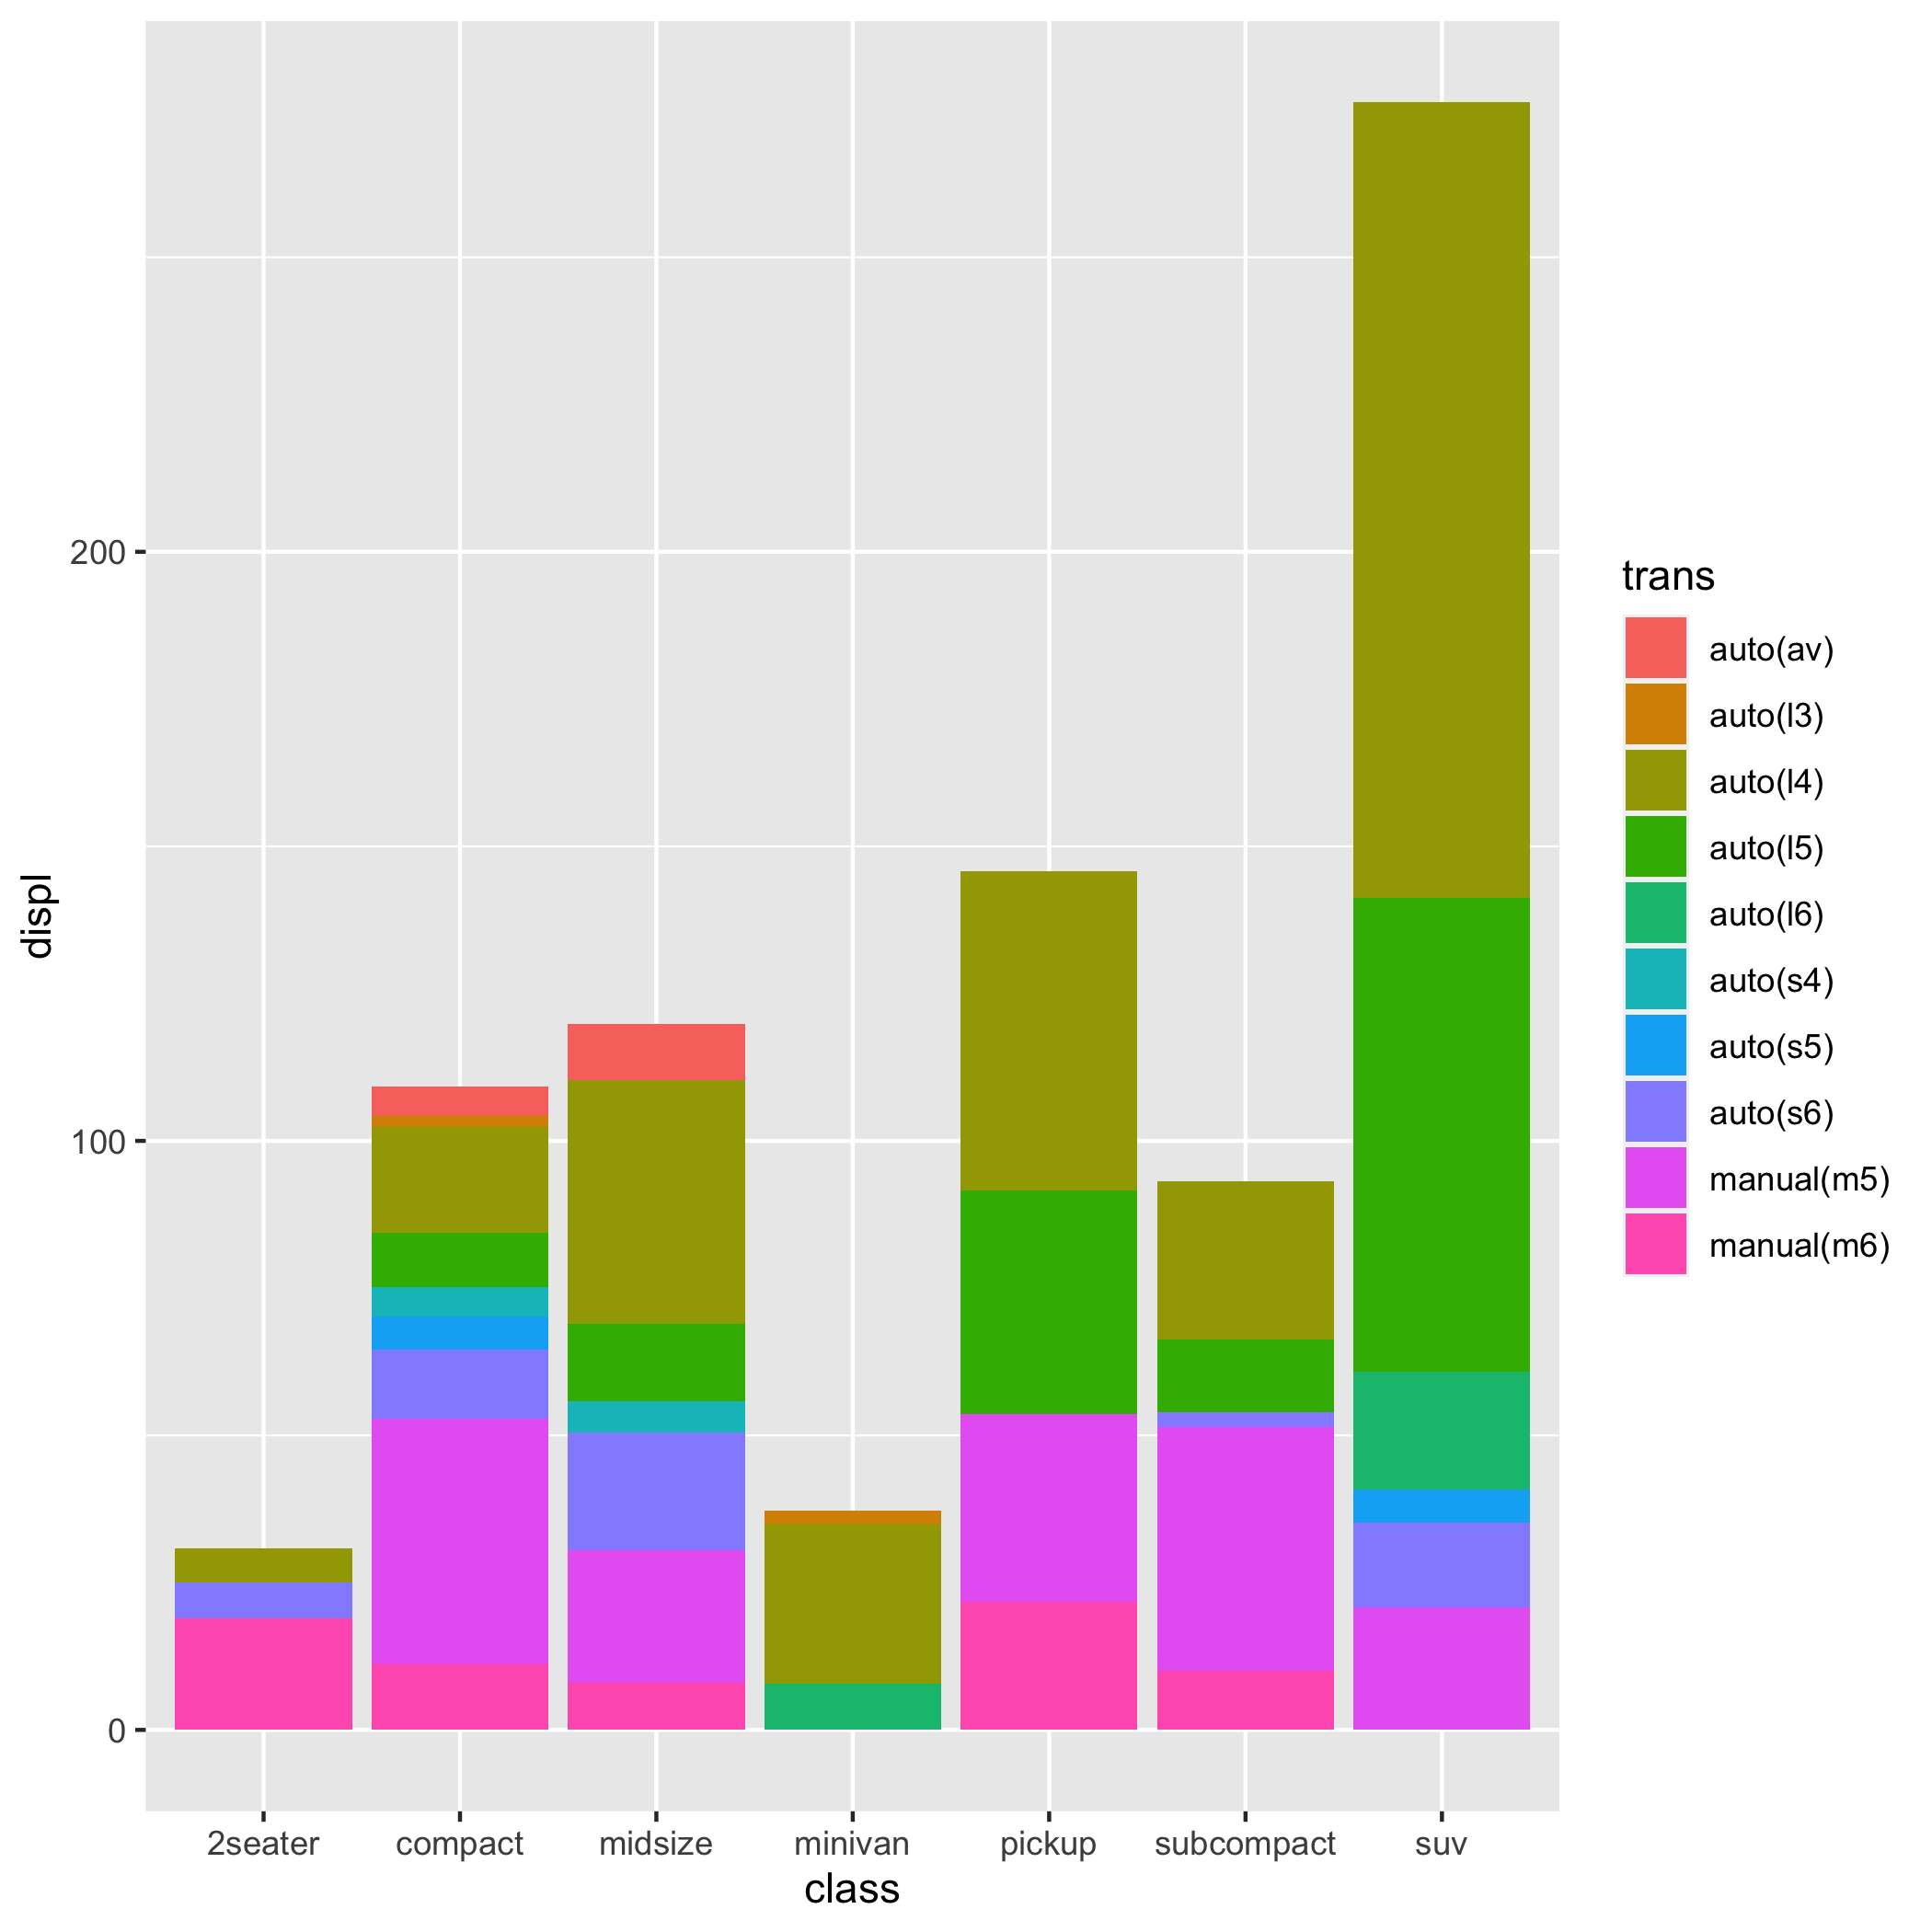 displ
200
100
0
2seater
compact
midsize
minivan
pickup
subcompact
suv
class
trans
auto(av)
auto(l3)
auto(l4)
auto(l5)
auto(l6)
auto(s4)
auto(s5)
auto(s6)
manual(m5)
manual(m6)